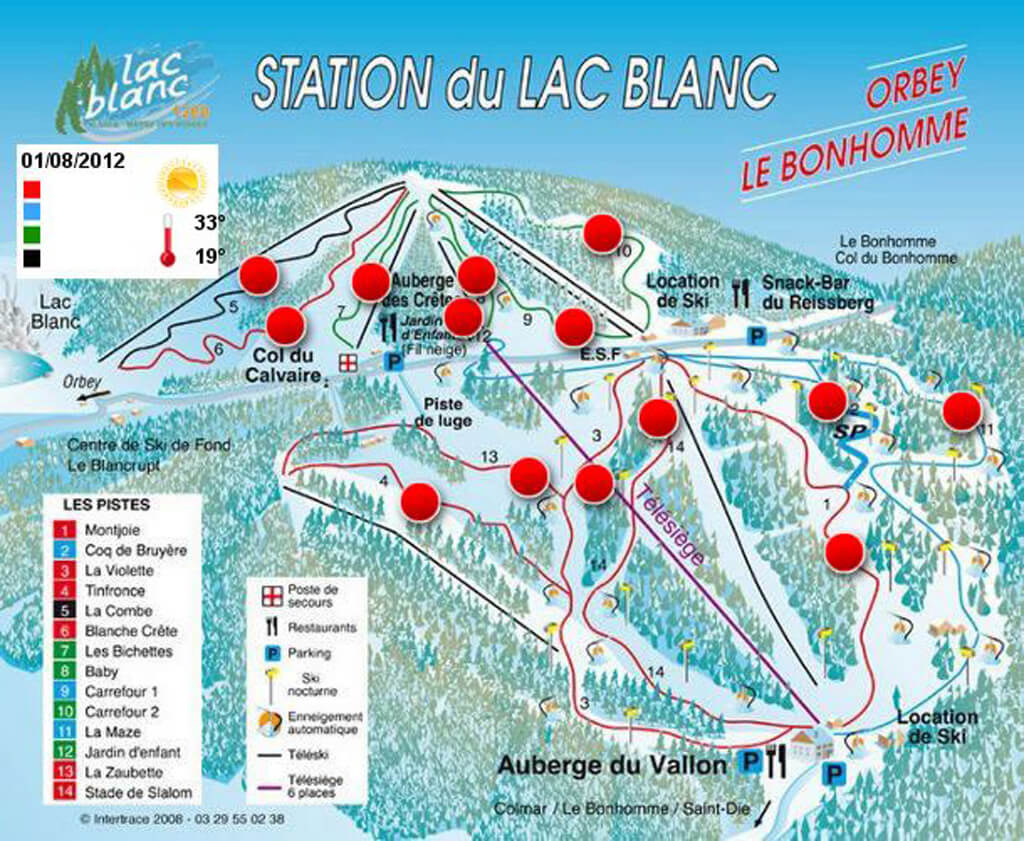 lac
blanc
STATION du LAC BLANC
ORBEY
LE BONHOMME
01/08/2012
33°
19°
Le Bonhomme
Col du Bonhomme
Lac
Blanc
Location
de Ski
Snack-Bar
du Reissberg
P
Auberge
des Crêtes
Jardin
d'Enfant
(Fil neige)
5
6
7
9
10
12
E.S.F
Col du
Calvaire
P
Orbey
Piste
de luge
Centre de Ski de Fond
Le Blancrupt
13
4
3
14
SP
11
1
Télésiège
14
14
3
LES PISTES
1 Montjoie
2 Coq de Bruyère
3 La Violette
4 Tinfronce
5 La Combe
6 Blanche Crête
7 Les Bichettes
8 Baby
9 Carrefour 1
10 Carrefour 2
11 La Maze
12 Jardin d'enfant
13 La Zaubette
14 Stade de Slalom
Poste de
secours
Restaurants
P Parking
Ski
nocturne
Enneigement
automatique
Téléski
Télésiège
6 places
Location
de Ski
Auberge du Vallon P
P
Colmar / Le Bonhomme / Saint-Die
© Intertrace 2008 - 03 29 55 02 38